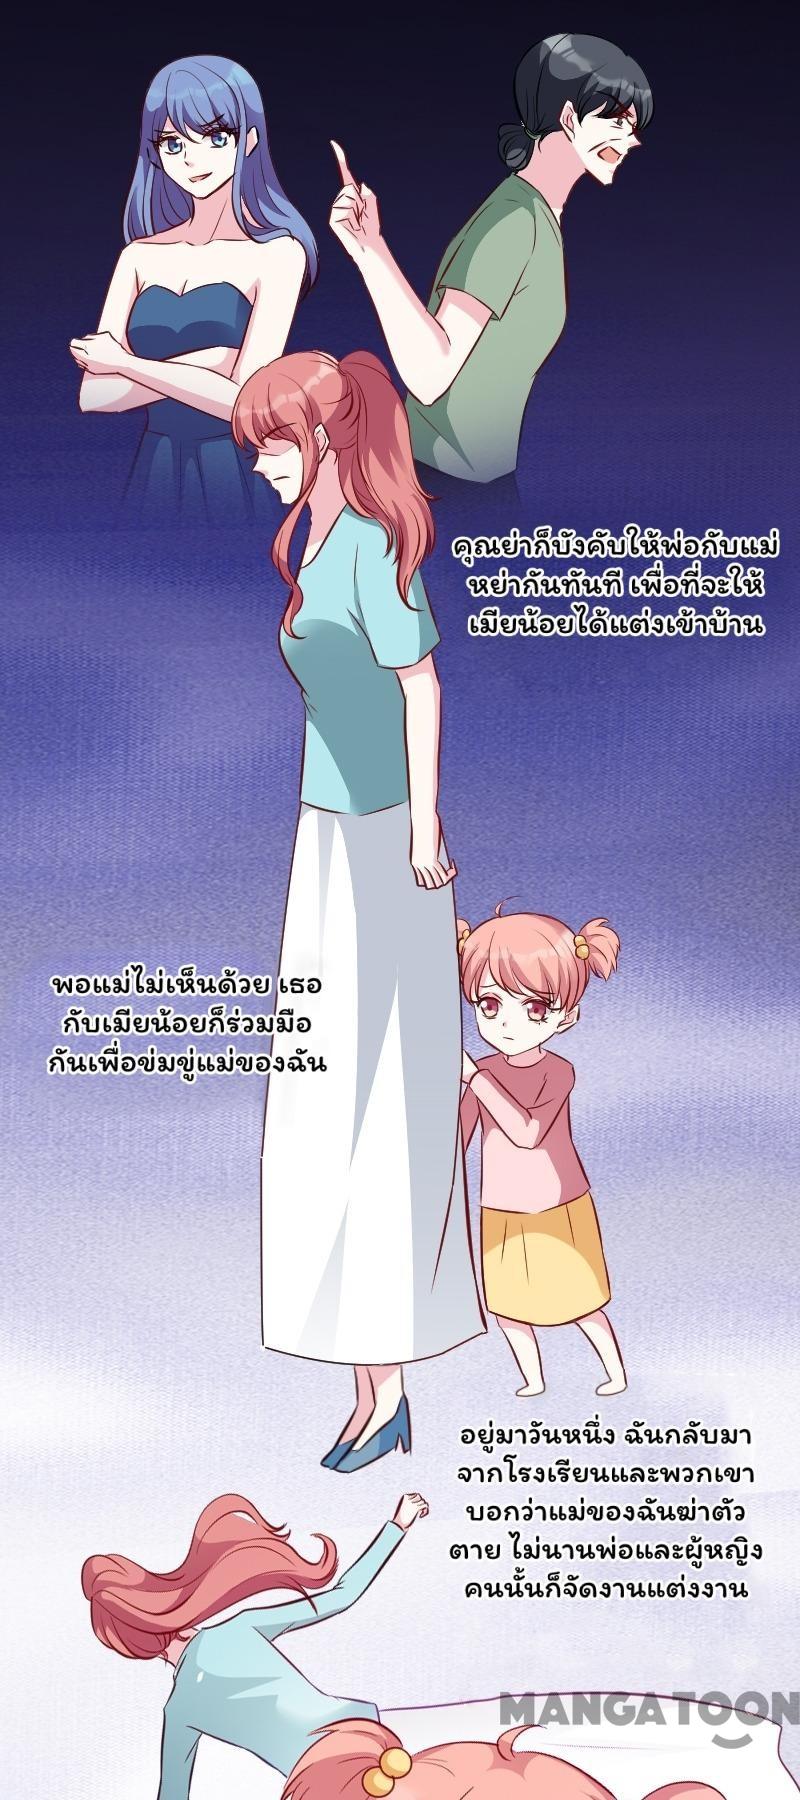 คุณย่าก็บังคับให้พ่อกับแม่
หย่ากันทันที เพื่อที่จะให้
เมียน้อยได้แต่งเข้าบ้าน
พอแม่ไม่เห็นด้วย เธอ
กับเมียน้อยก็ร่วมมือ
กันเพื่อข่มขู่แม่ของฉัน
อยู่มาวันหนึ่ง ฉันกลับมา
จากโรงเรียนและพวกเขา
บอกว่าแม่ของฉันฆ่าตัว
ตาย ไม่นานพ่อและผู้หญิง
คนนั้นก็จัดงานแต่งงาน
MANGATOON